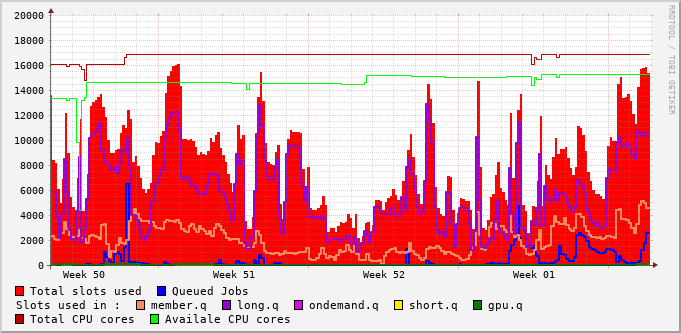 20000
18000
16000
14000
12000
10000
8000
6000
4000
2000
0
Week 50 Week 51 Week 52 Week 01
RRDTOOL / TOBI OETIKER
Total slots used Queued Jobs
Slots used in : member.q long.q ondemand.q short.q gpu.q
Total CPU cores Availale CPU cores